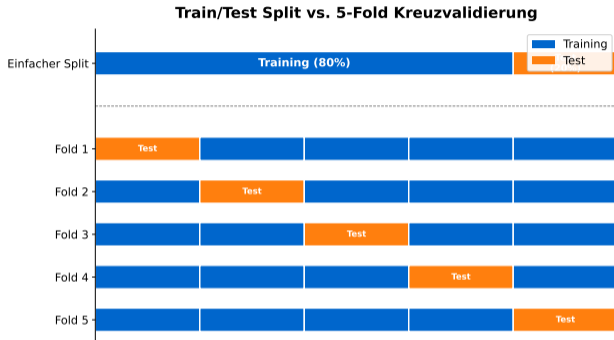 Train/Test Split vs. 5-Fold Kreuzvalidierung
Training
Test
Einfacher Split
Training (80%)
Fold 1
Test
Fold 2
Test
Fold 3
Test
Fold 4
Test
Fold 5
Test